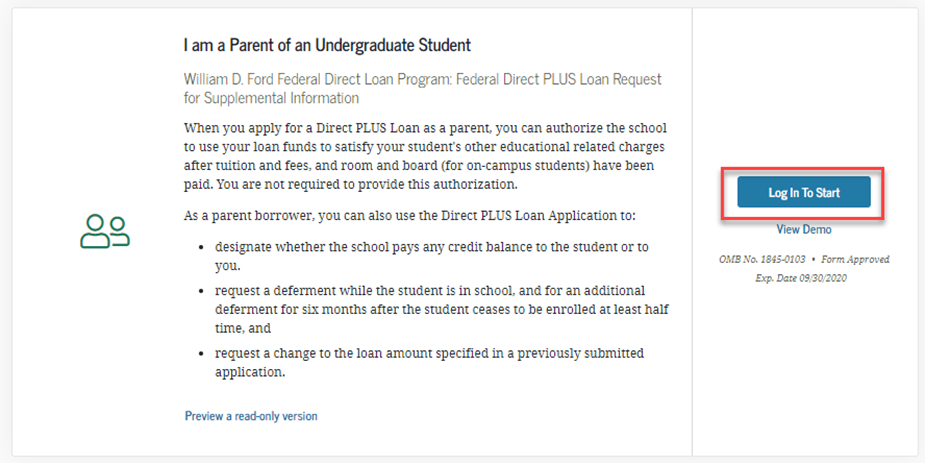 I am a Parent of an Undergraduate Student
William D. Ford Federal Direct Loan Program: Federal Direct PLUS Loan Request
for Supplemental Information
When you apply for a Direct PLUS Loan as a parent, you can authorize the school
to use your loan funds to satisfy your student's other educational related charges
after tuition and fees, and room and board (for on-campus students) have been
paid. You are not required to provide this authorization.
As a parent borrower, you can also use the Direct PLUS Loan Application to:
• designate whether the school pays any credit balance to the student or to
you.
• request a deferment while the student is in school, and for an additional
deferment for six months after the student ceases to be enrolled at least half
time, and
• request a change to the loan amount specified in a previously submitted
application.
Preview a read-only version
Log In To Start
View Demo
OMB No. 1845-0103 • Form Approved
Exp. Date 09/30/2020